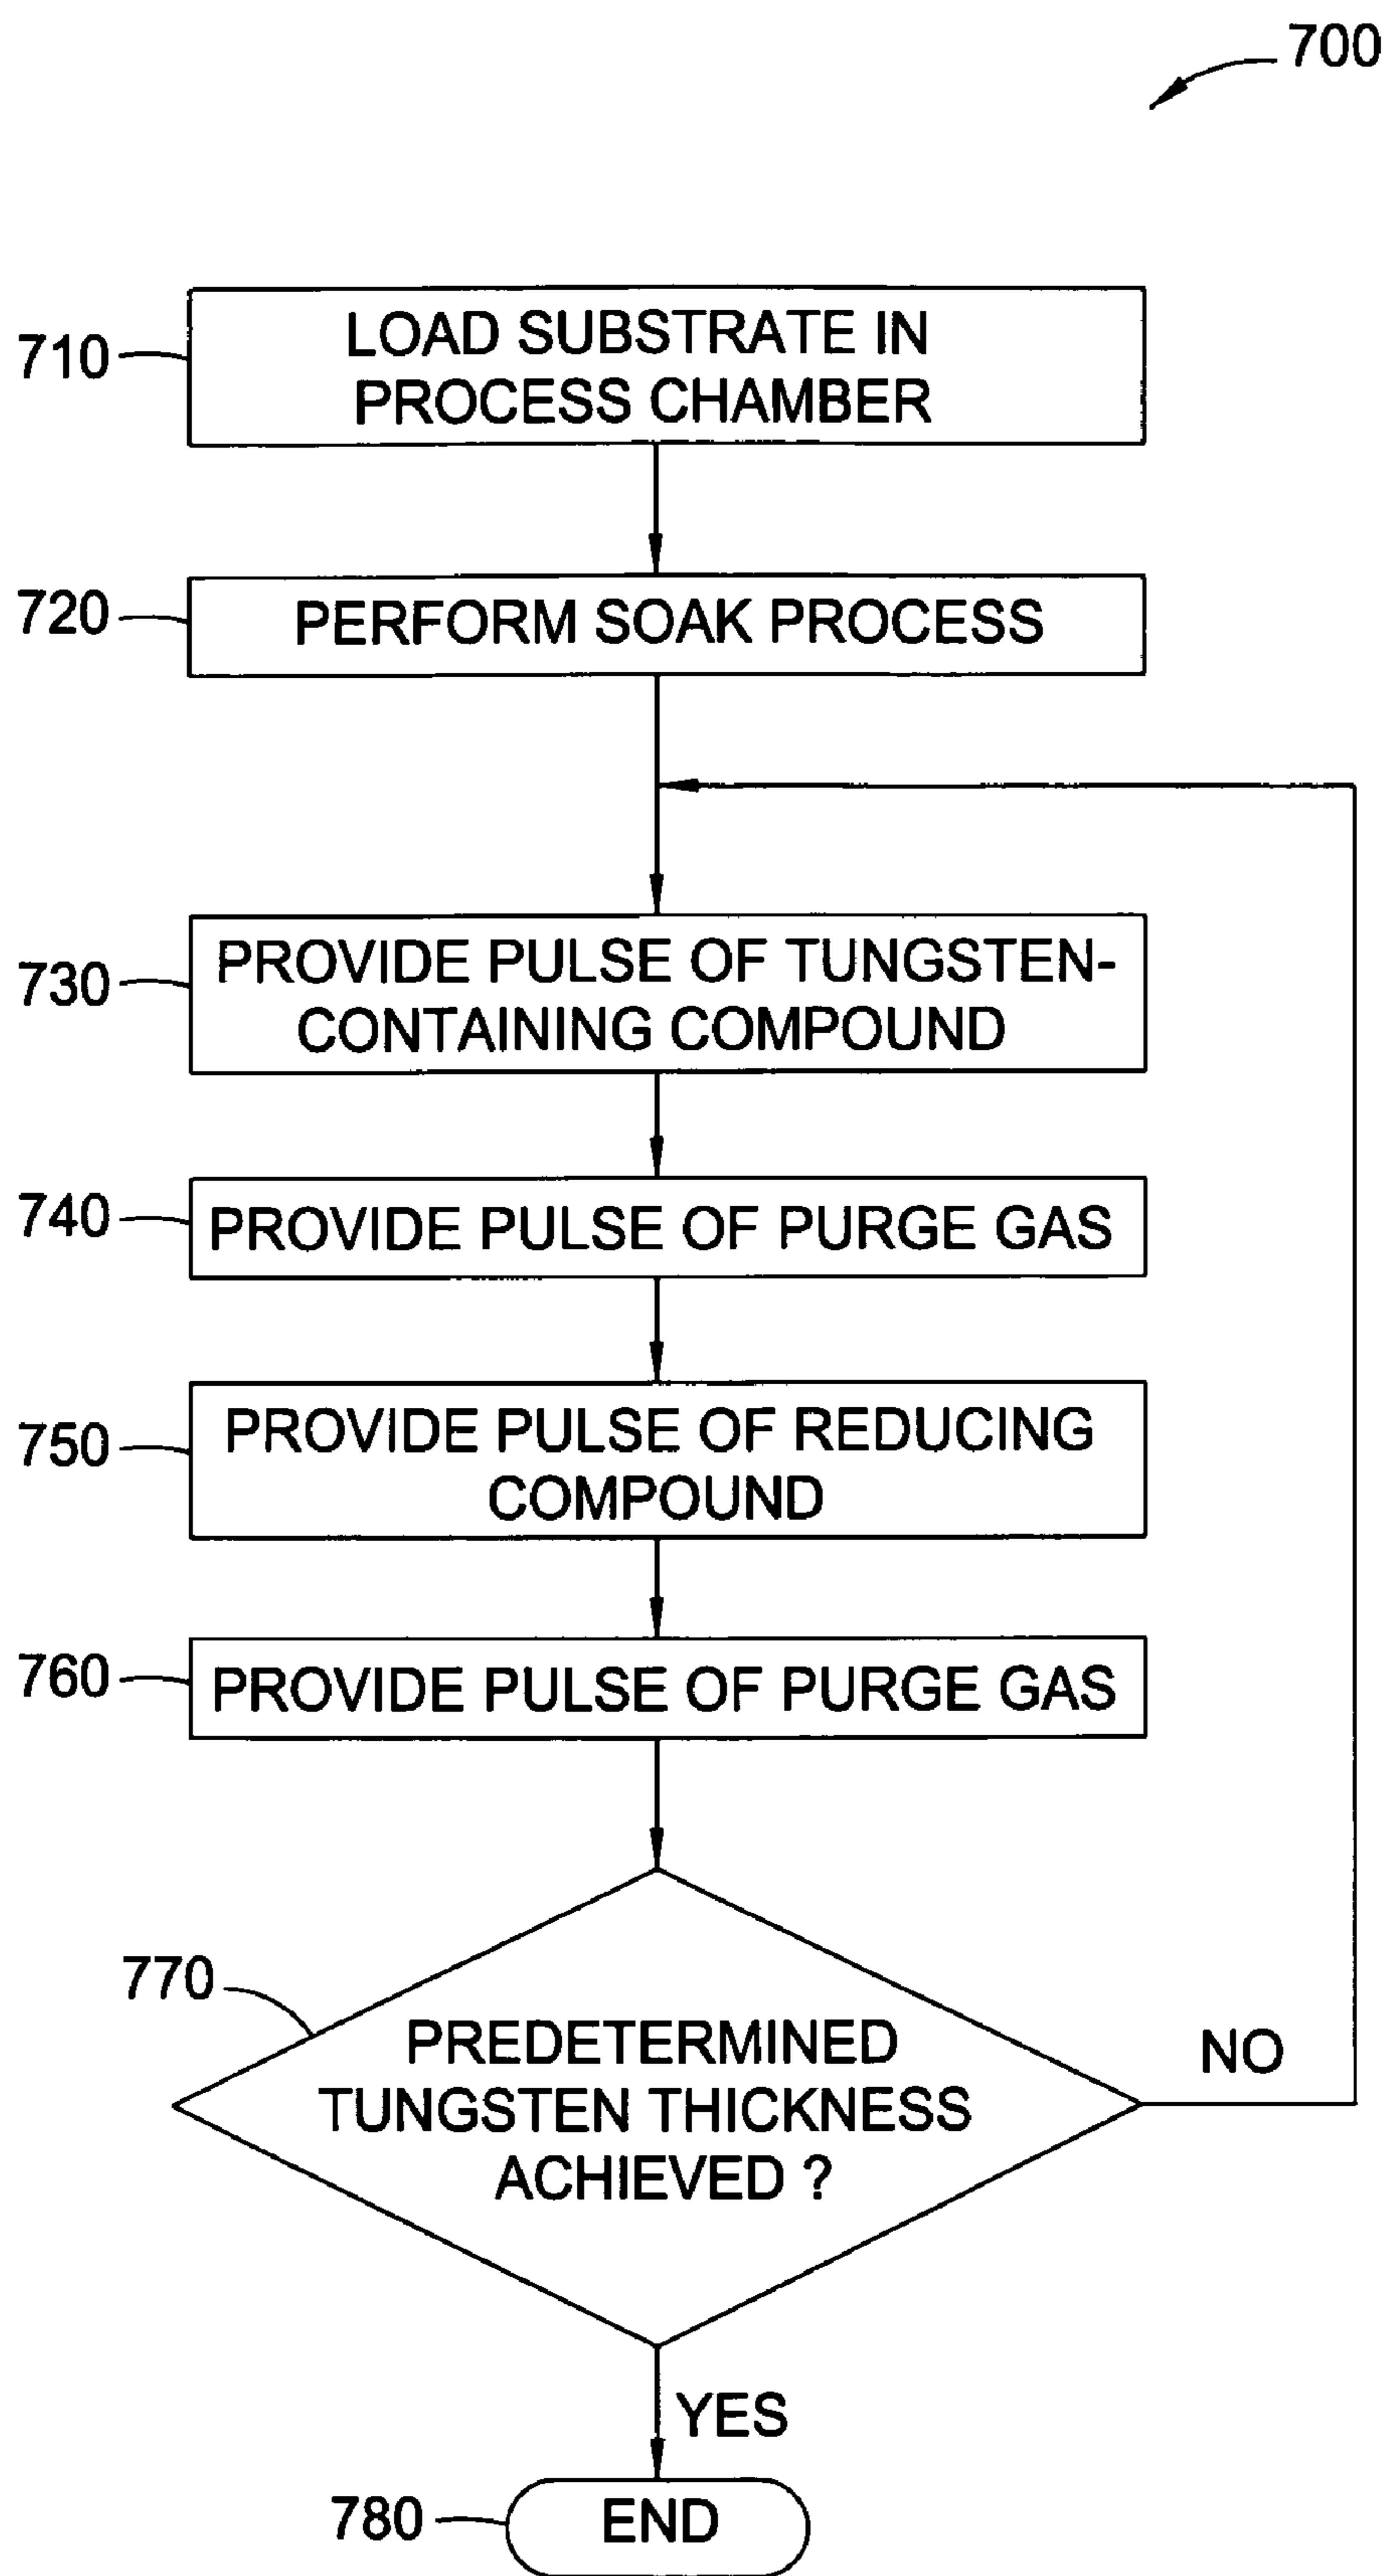 700
710
LOAD SUBSTRATE IN
PROCESS CHAMBER
720
PERFORM SOAK PROCESS
730
PROVIDE PULSE OF TUNGSTEN-
CONTAINING COMPOUND
740
PROVIDE PULSE OF PURGE GAS
750
PROVIDE PULSE OF REDUCING
COMPOUND
760
PROVIDE PULSE OF PURGE GAS
770
PREDETERMINED
TUNGSTEN THICKNESS
ACHIEVED ?
NO
YES
780
END